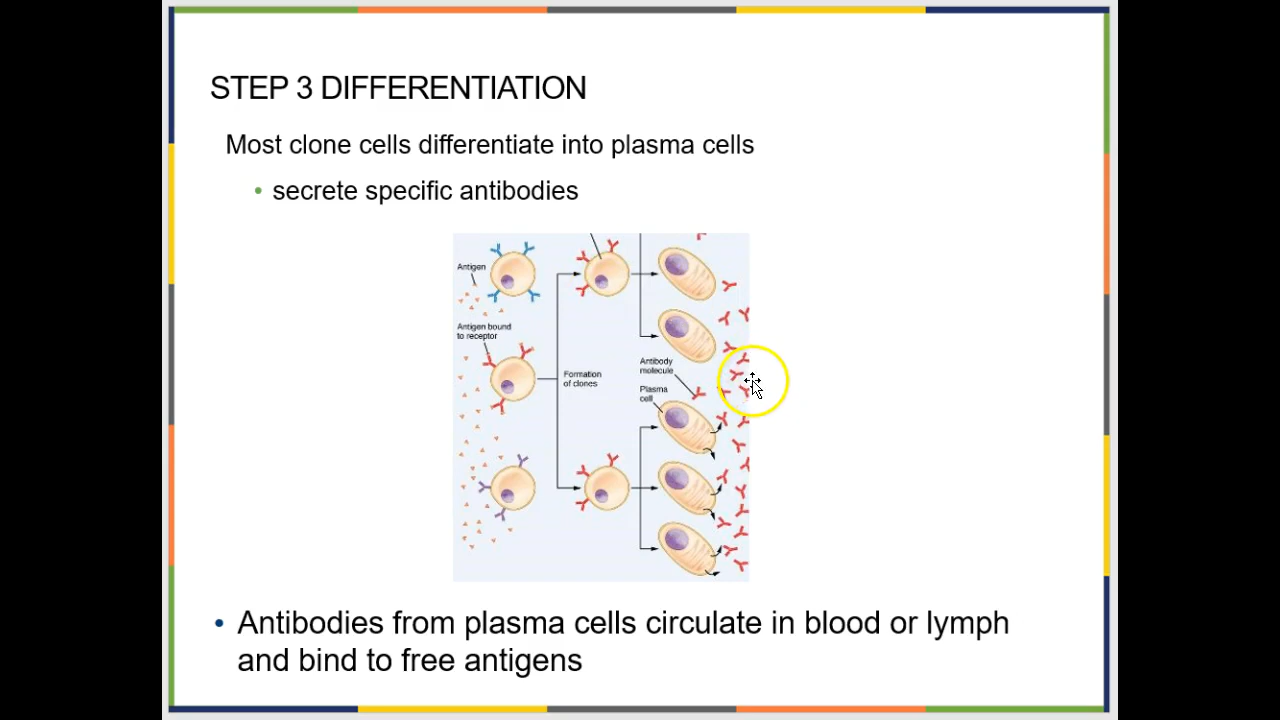 STEP 3 DIFFERENTIATION
Most clone cells differentiate into plasma cells
• secrete specific antibodies
Antigen
Antigen bound
to receptor
Formation
of clones
Antibody
molecule
Plasma
cell
• Antibodies from plasma cells circulate in blood or lymph
and bind to free antigens